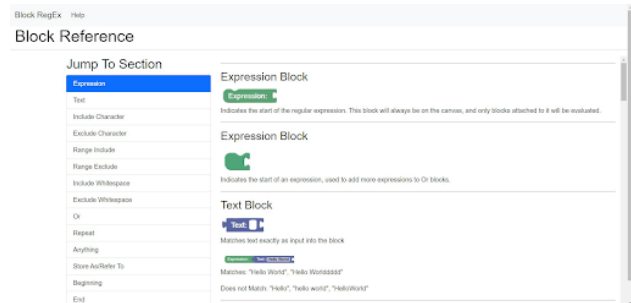 Block RegEx Help
Block Reference
Jump To Section
Expression
Text
Include Character
Exclude Character
Range Include
Range Exclude
Include Whitespace
Exclude Whitespace
Or
Repeat
Anything
Store As/Refer To
Beginning
End
Expression Block
Expression:
Indicates the start of the regular expression. This block will always be on the canvas, and only blocks attached to it will be evaluated.
Expression Block
Indicates the start of an expression, used to add more expressions to Or blocks.
Text Block
Text:
Matches text exactly as input into the block
Expression: Text: Hello World
Matches: "Hello World", "Hello Worlddddd"
Does not Match: "Hello", "hello world", "HelloWorld"